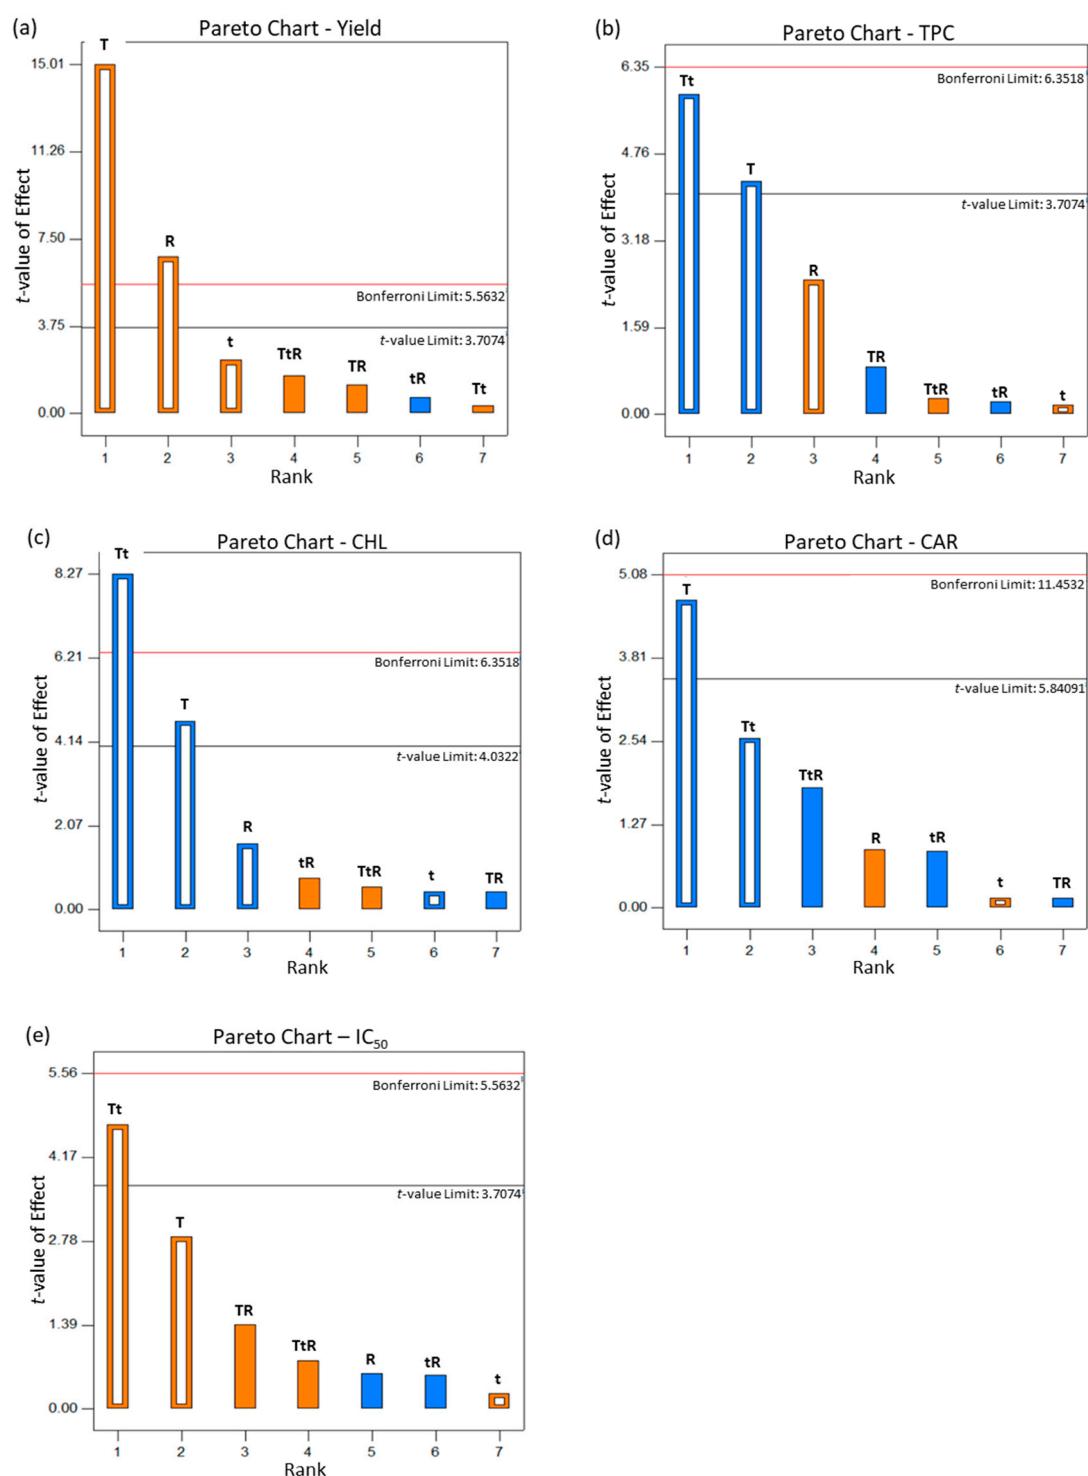 (a)
Pareto Chart - Yield
t-value of Effect
15.01
11.26
7.50
3.75
0.00
T
R
t
TtR
TR
tR
Tt
Bonferroni Limit: 5.5632
t-value Limit: 3.7074
1 2 3 4 5 6 7
Rank
(b)
Pareto Chart - TPC
t-value of Effect
6.35
4.76
3.18
1.59
0.00
Tt
T
R
TR
TtR
tR
t
Bonferroni Limit: 6.3518
t-value Limit: 3.7074
1 2 3 4 5 6 7
Rank
(c)
Pareto Chart - CHL
t-value of Effect
8.27
6.21
4.14
2.07
0.00
Tt
T
R
tR
TtR
t
TR
Bonferroni Limit: 6.3518
t-value Limit: 4.0322
1 2 3 4 5 6 7
Rank
(d)
Pareto Chart - CAR
t-value of Effect
5.08
3.81
2.54
1.27
0.00
T
Tt
TtR
R
tR
t
TR
Bonferroni Limit: 11.4532
t-value Limit: 5.84091
1 2 3 4 5 6 7
Rank
(e)
Pareto Chart – IC50
t-value of Effect
5.56
4.17
2.78
1.39
0.00
Tt
T
TR
TtR
R
tR
t
Bonferroni Limit: 5.5632
t-value Limit: 3.7074
1 2 3 4 5 6 7
Rank